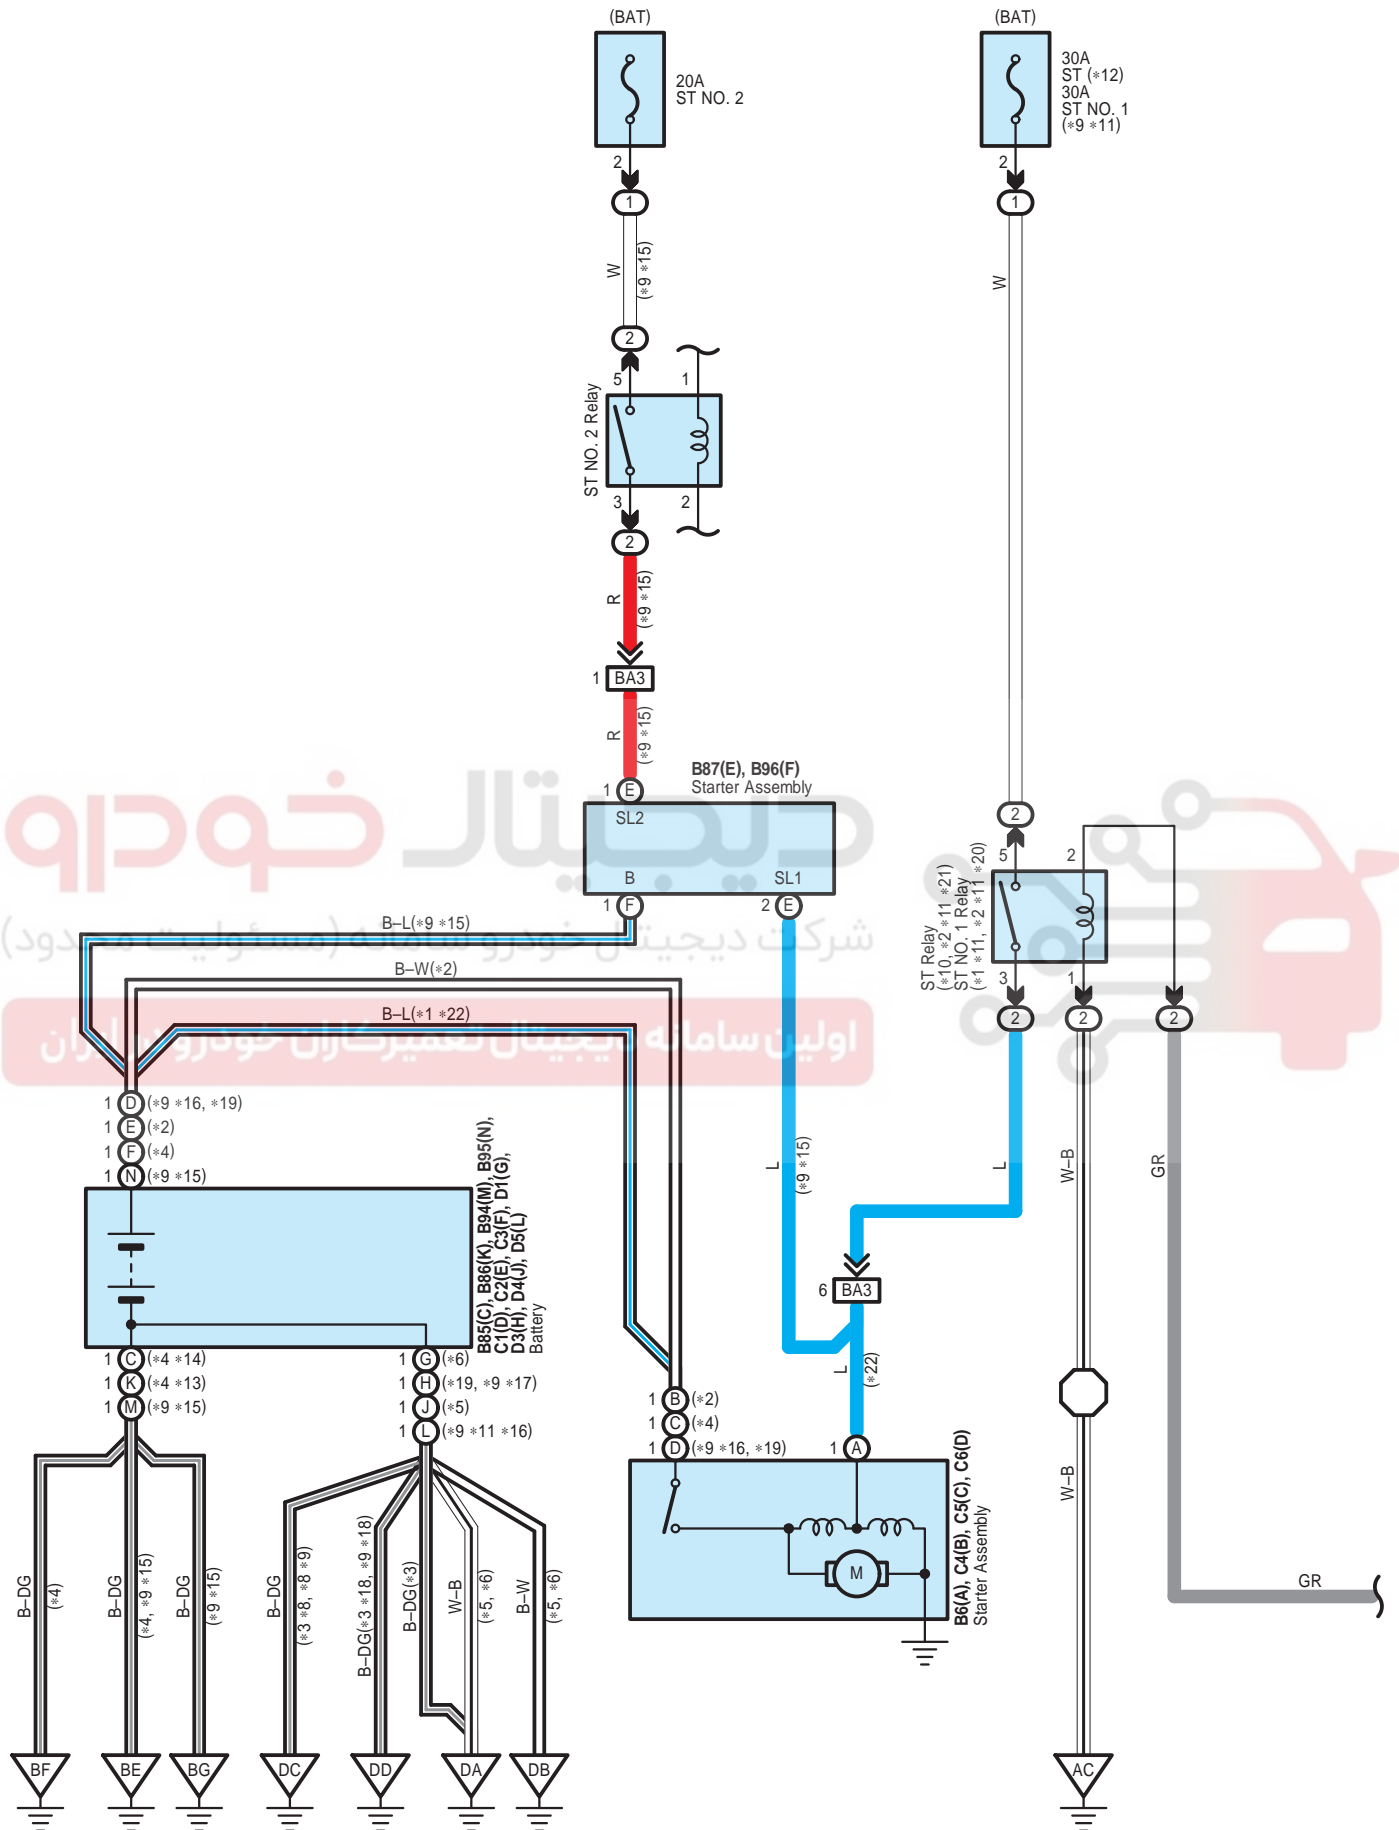 (BAT)
(BAT)
20A
ST NO. 2
30A
ST (*12)
30A
ST NO. 1
(*9 *11)
2
2
1
1
W
(*9 *15)
W
2
5
1
ST NO. 2 Relay
3
2
2
R
(*9 *15)
1
BA3
R
(*9 *15)
B87(E), B96(F)
Starter Assembly
1
E
SL2
B
SL1
1
F
2
E
دیجیتال خودرو
شرکت دیجیتال خودرو سامانه (مسئولیت محدود)
اولین سامانه دیجیتال تعمیرکاران خودرو در ایران
2
5
2
ST Relay
(*10, *2 *11 *21)
ST NO. 1 Relay
(*1 *11, *2 *11 *20)
3
1
2
2
2
B–L(*9 *15)
B–W(*2)
B–L(*1 *22)
1 D (*9 *16, *19)
1 E (*2)
1 F (*4)
1 N (*9 *15)
B85(C), B86(K), B94(M), B95(N),
C1(D), C2(E), C3(F), D1(G),
D3(H), D4(J), D5(L)
Battery
L
(*9 *15)
L
W–B
GR
6
BA3
L
(*22)
1 C (*4 *14)
1 K (*4 *13)
1 M (*9 *15)
1 G (*6)
1 H (*19, *9 *17)
1 J (*5)
1 L (*9 *11 *16)
1 B (*2)
1 C (*4)
1 D (*9 *16, *19)
1 A
M
B6(A), C4(B), C5(C), C6(D)
Starter Assembly
W–B
GR
B–DG
(*4)
B–DG
(*4, *9 *15)
B–DG
(*9 *15)
B–DG
(*3 *8, *8 *9)
B–DG(*3 *18, *9 *18)
B–DG(*3)
W–B
(*5, *6)
B–W
(*5, *6)
BF
BE
BG
DC
DD
DA
DB
AC